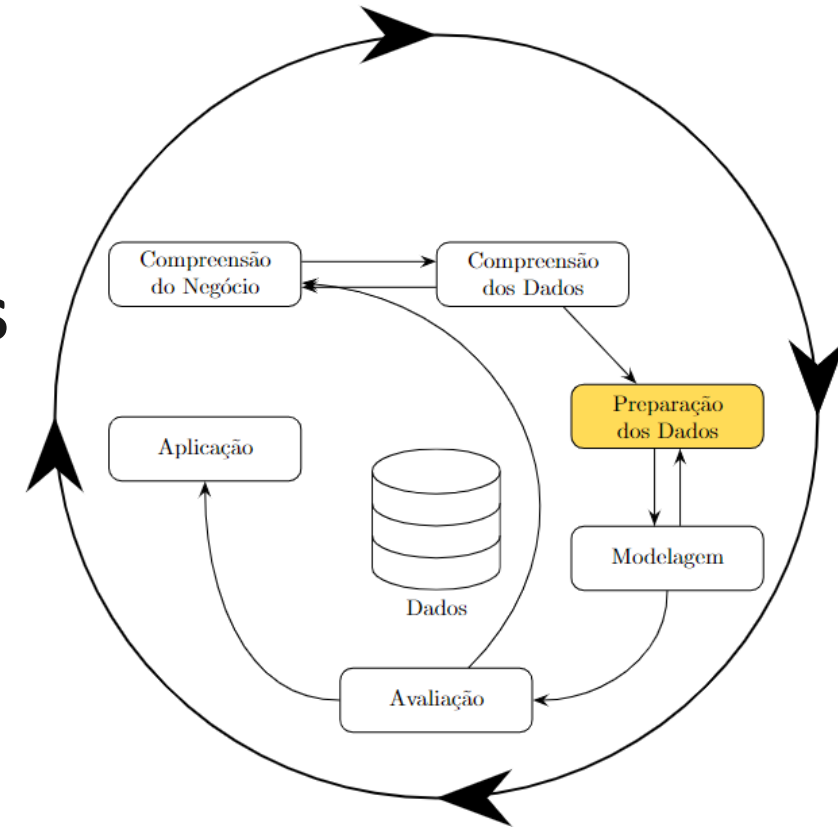 Compreensão
do Negócio
Compreensão
dos Dados
s
Preparação
dos Dados
Aplicação
Modelagem
Dados
Avaliação